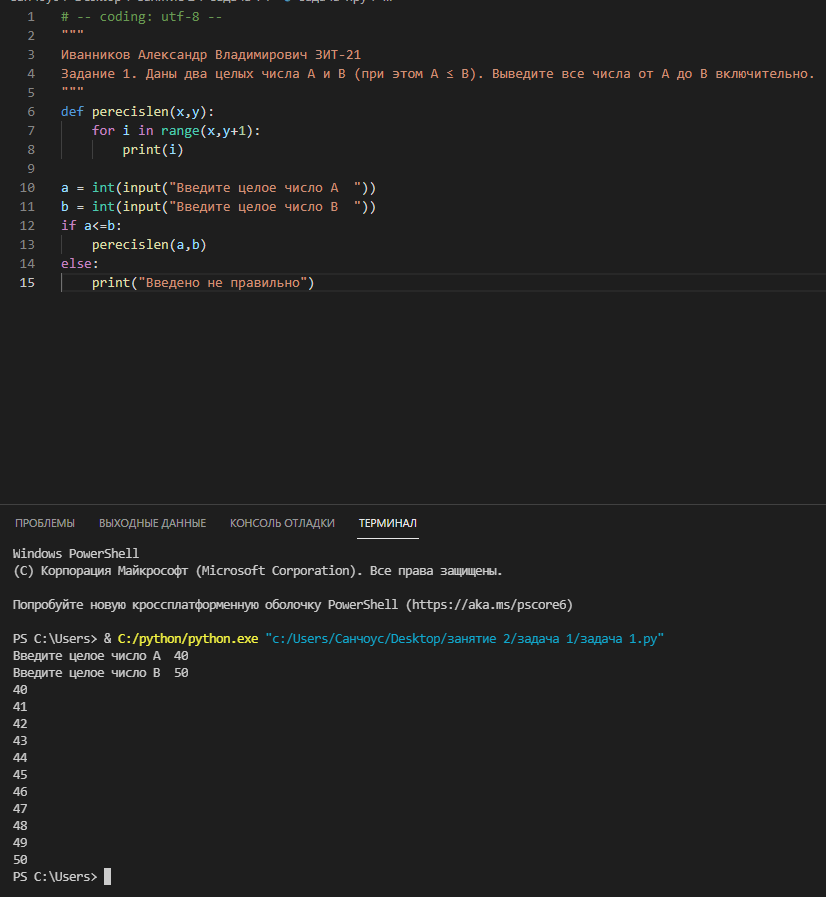 1 # -- coding: utf-8 --
2 """
3 Иванников Александр Владимирович ЗИТ-21
4 Задание 1. Даны два целых числа A и B (при этом A ≤ B). Выведите все числа от A до B включительно.
5 """
6 def perecislen(x,y):
7 for i in range(x,y+1):
8 print(i)
9
10 a = int(input("Введите целое число A  "))
11 b = int(input("Введите целое число B  "))
12 if a<=b:
13 perecislen(a,b)
14 else:
15 print("Введено не правильно")
ПРОБЛЕМЫ ВЫХОДНЫЕ ДАННЫЕ КОНСОЛЬ ОТЛАДКИ ТЕРМИНАЛ
Windows PowerShell
(C) Корпорация Майкрософт (Microsoft Corporation). Все права защищены.
Попробуйте новую кроссплатформенную оболочку PowerShell (https://aka.ms/pscore6)
PS C:\Users> & C:/python/python.exe "c:/Users/Санчоус/Desktop/занятие 2/задача 1/задача 1.py"
Введите целое число A  40
Введите целое число B  50
40
41
42
43
44
45
46
47
48
49
50
PS C:\Users>